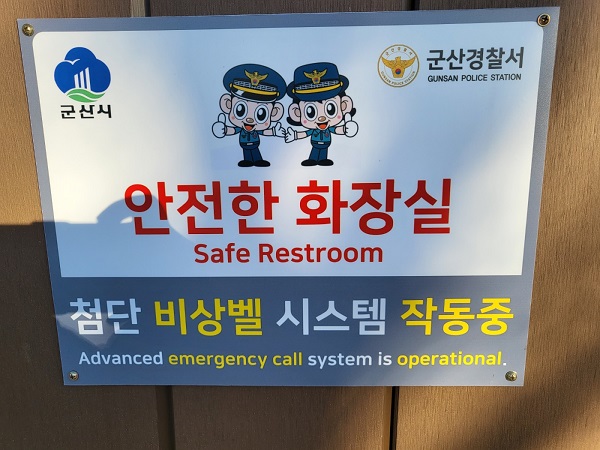 군산시
군산경찰서
GUNSAN POLICE STATION
안전한 화장실
Safe Restroom
첨단 비상벨 시스템 작동중
Advanced emergency call system is operational.